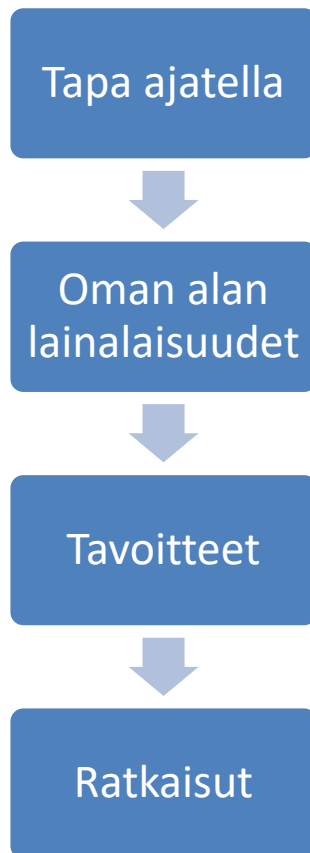 Tapa ajatella
Oman alan
lainalaisuudet
Tavoitteet
Ratkaisut